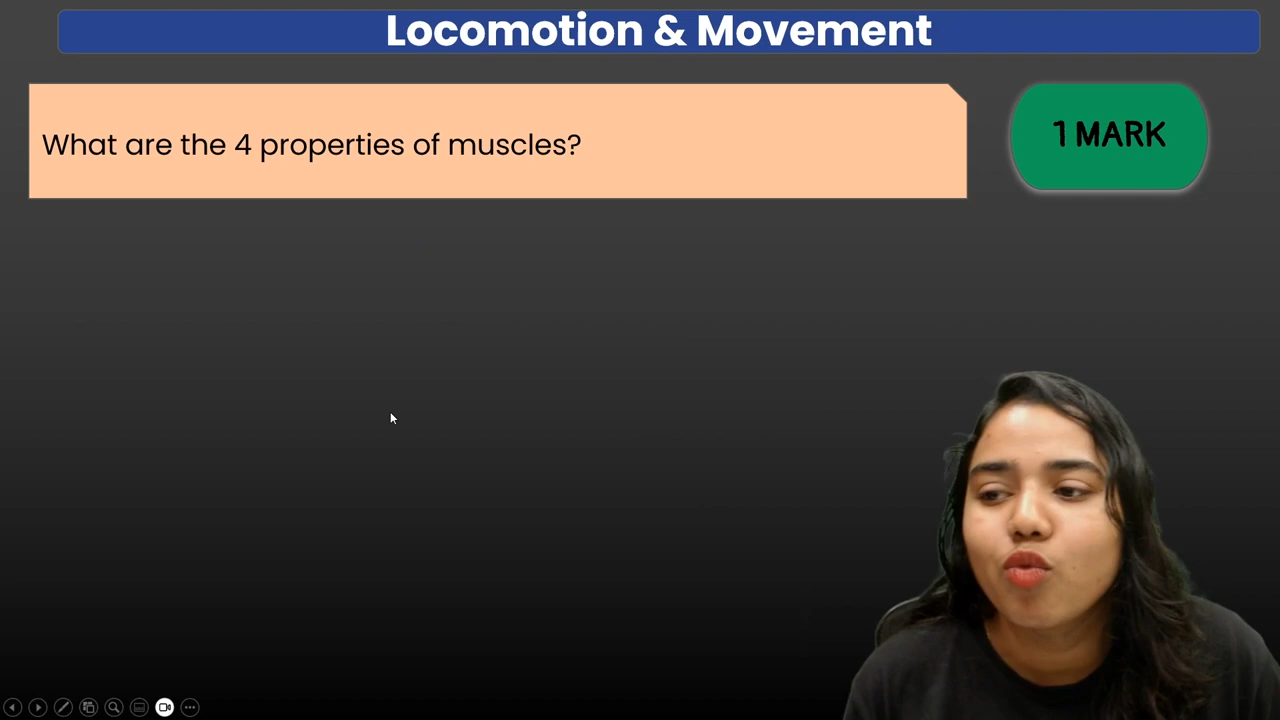 Locomotion & Movement
What are the 4 properties of muscles?
1 MARK